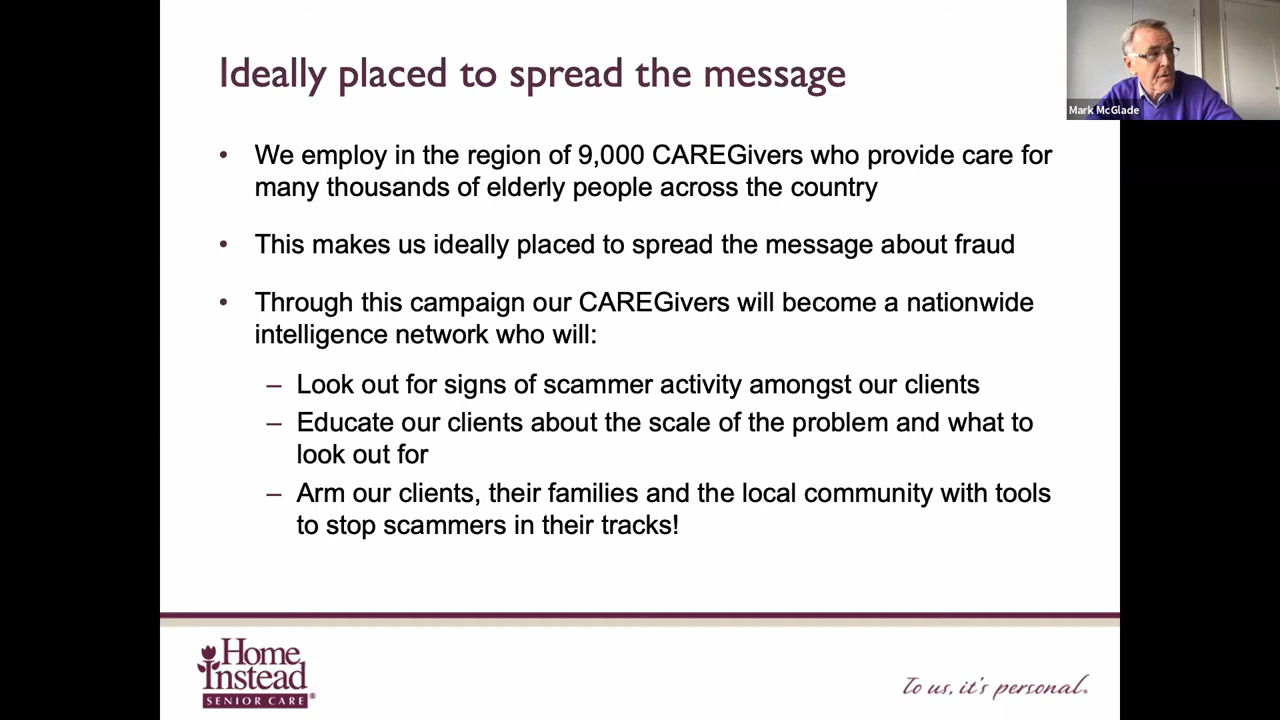 Ideally placed to spread the message
Mark McGlade
• We employ in the region of 9,000 CAREGivers who provide care for
many thousands of elderly people across the country
• This makes us ideally placed to spread the message about fraud
• Through this campaign our CAREGivers will become a nationwide
intelligence network who will:
– Look out for signs of scammer activity amongst our clients
– Educate our clients about the scale of the problem and what to
look out for
– Arm our clients, their families and the local community with tools
to stop scammers in their tracks!
Home
Instead
SENIOR CARE®
To us, it's personal.